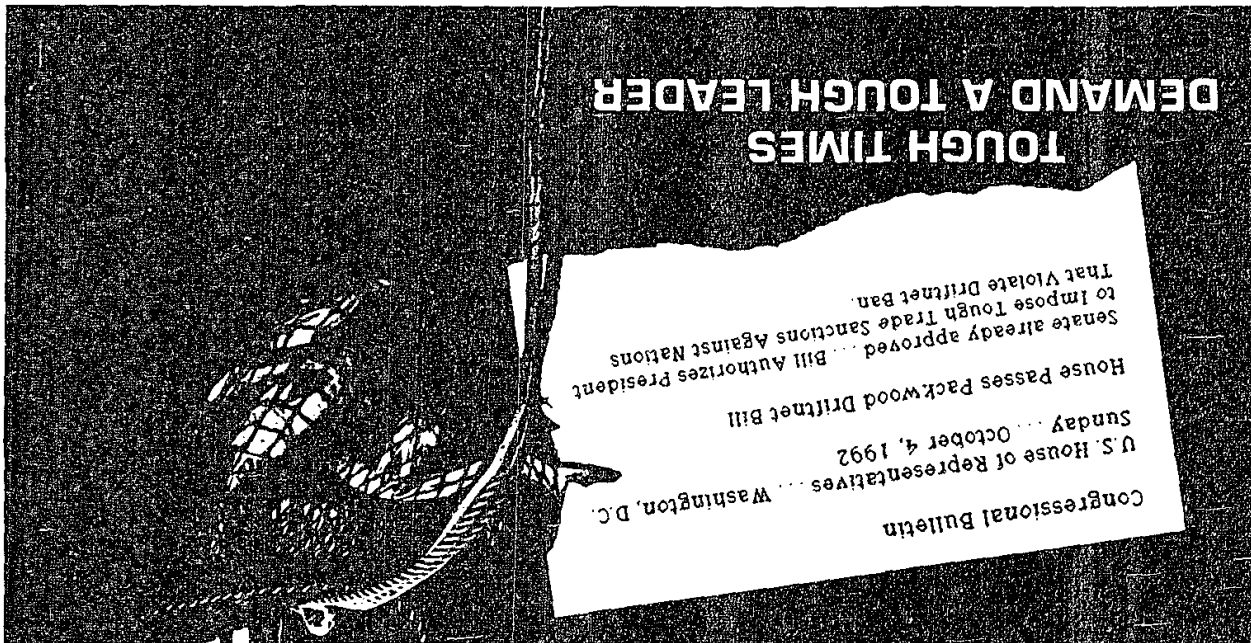 Congressional Bulletin
U.S. House of Representatives ... Washington, D.C.
Sunday ... October 4, 1992
House Passes Packwood Driftnet Bill
Senate already approved ... Bill Authorizes President
to Impose Tough Trade Sanctions Against Nations
That Violate Driftnet Ban.
TOUGH TIMES
DEMAND A TOUGH LEADER